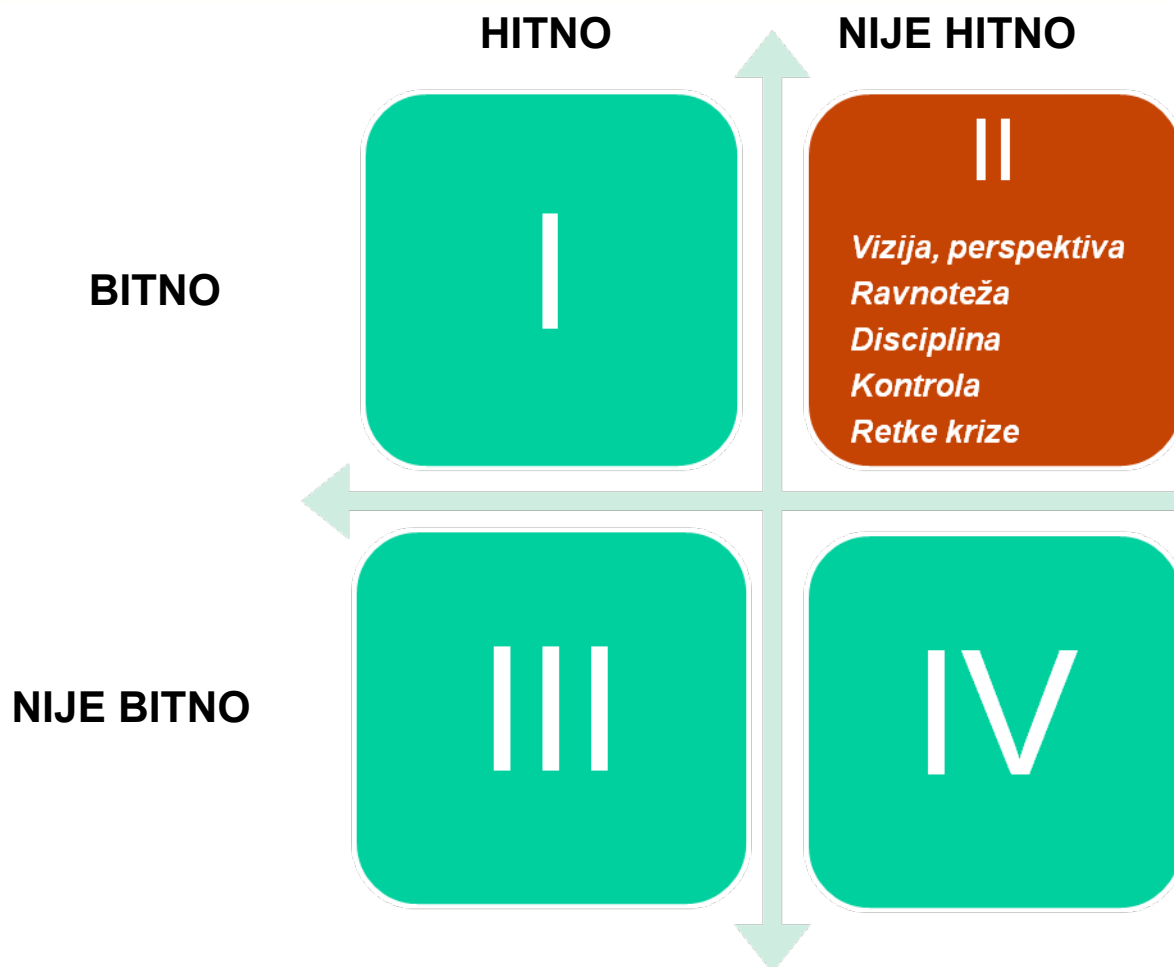 HITNO
NIJE HITNO
BITNO
I
II
Vizija, perspektiva
Ravnoteža
Disciplina
Kontrola
Retke krize
NIJE BITNO
III
IV